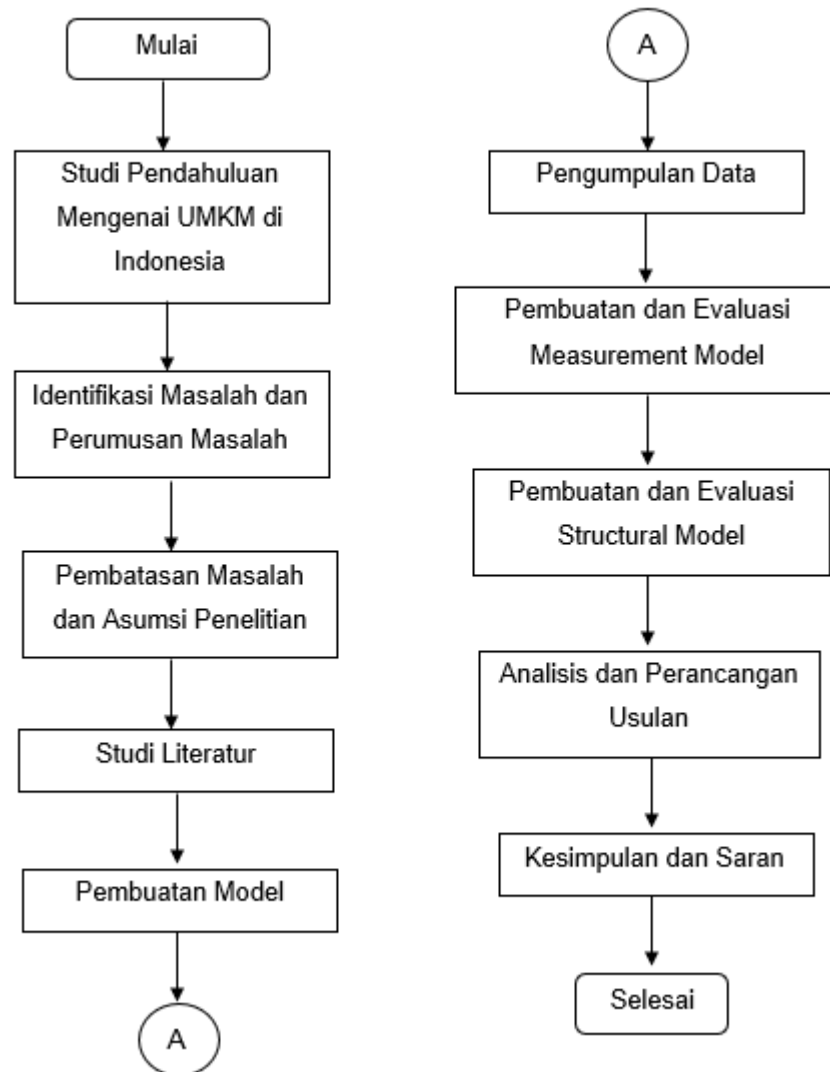 Mulai
Studi Pendahuluan
Mengenai UMKM di
Indonesia
Identifikasi Masalah dan
Perumusan Masalah
Pembatasan Masalah
dan Asumsi Penelitian
Studi Literatur
Pembuatan Model
A
A
Pengumpulan Data
Pembuatan dan Evaluasi
Measurement Model
Pembuatan dan Evaluasi
Structural Model
Analisis dan Perancangan
Usulan
Kesimpulan dan Saran
Selesai